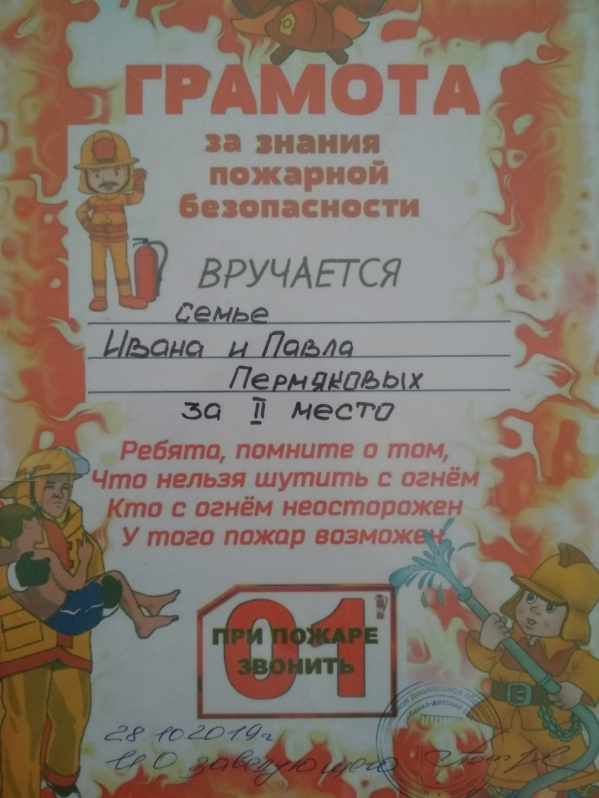 ГРАМОТА
за знания
пожарной
безопасности
ВРУЧАЕТСЯ
семье
Ивана и Павла
Пермяковых
за II место
Ребята, помните о том,
Что нельзя шутить с огнём
Кто с огнём неосторожен
У того пожар возможен
01
ПРИ ПОЖАРЕ
ЗВОНИТЬ
28.10.2019г
И О заведующего